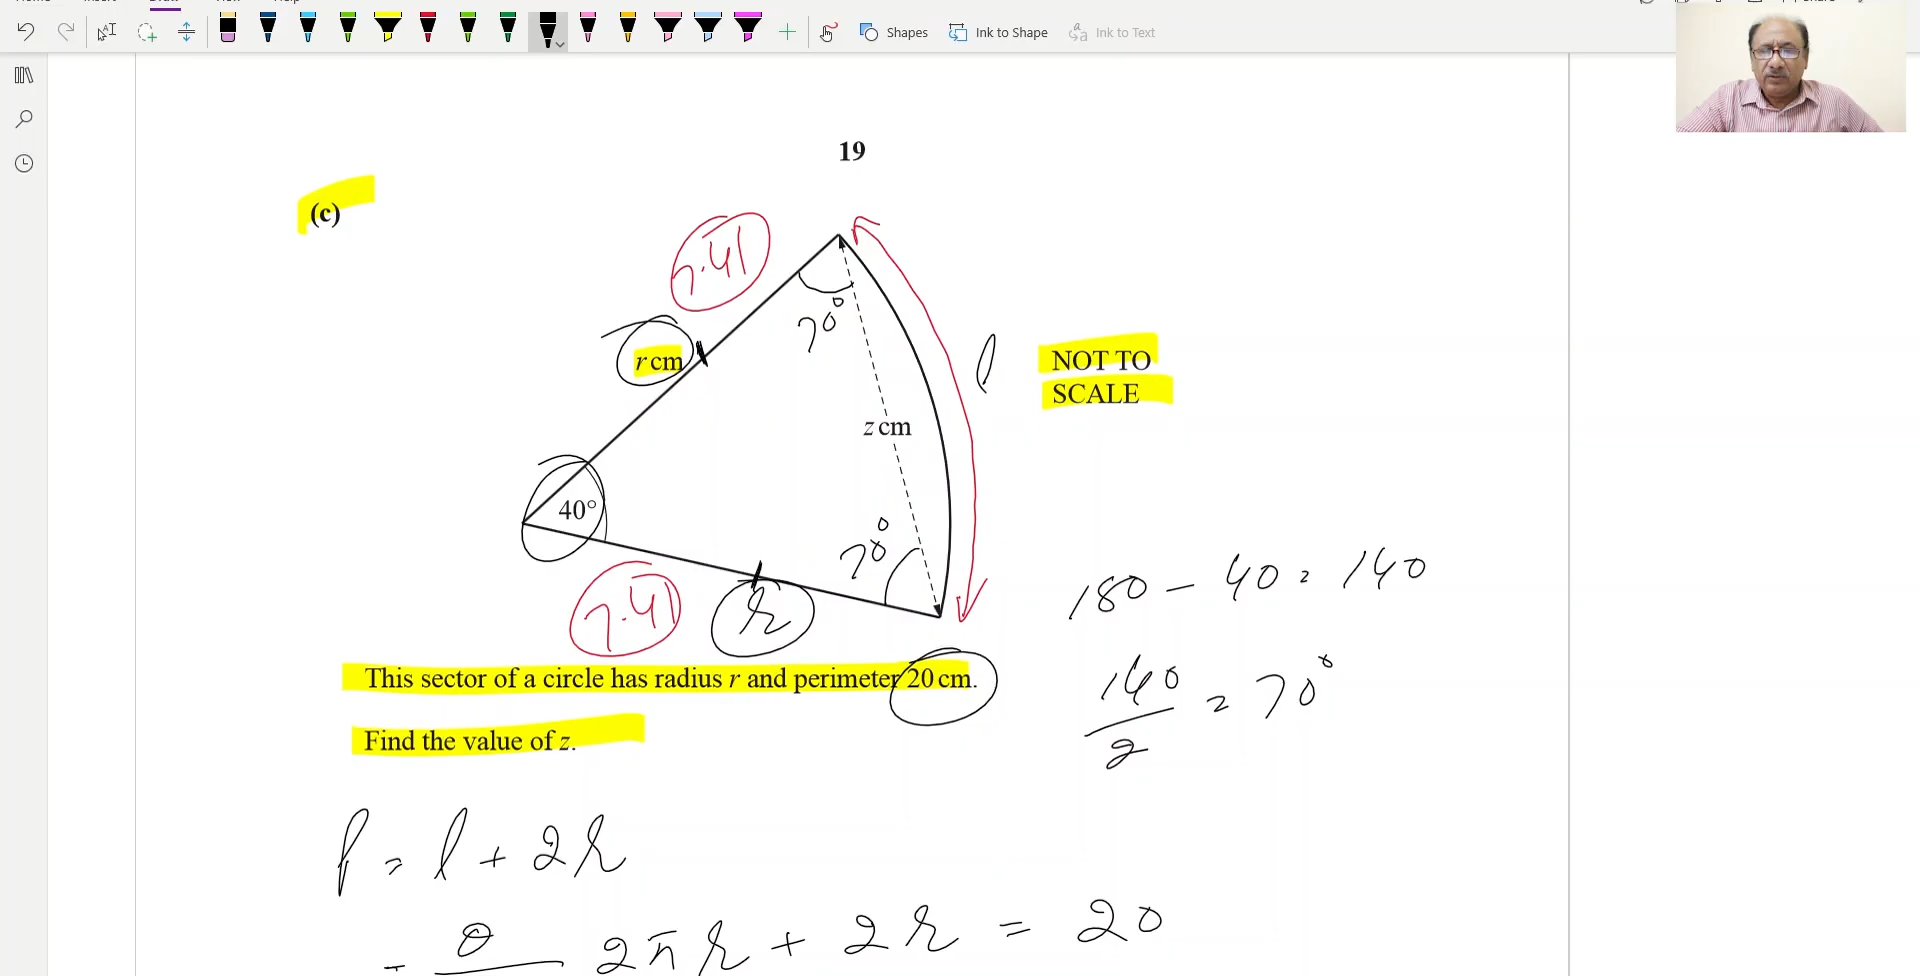 Shapes Ink to Shape Ink to Text
19
(c)
7.41
70°
r cm
l
NOT TO
SCALE
z cm
40°
70°
180 - 40 = 140
7.41 r
This sector of a circle has radius r and perimeter 20 cm.
140
= 70°
2
Find the value of z.
P = l + 2r
= θ 2πr + 2r = 20